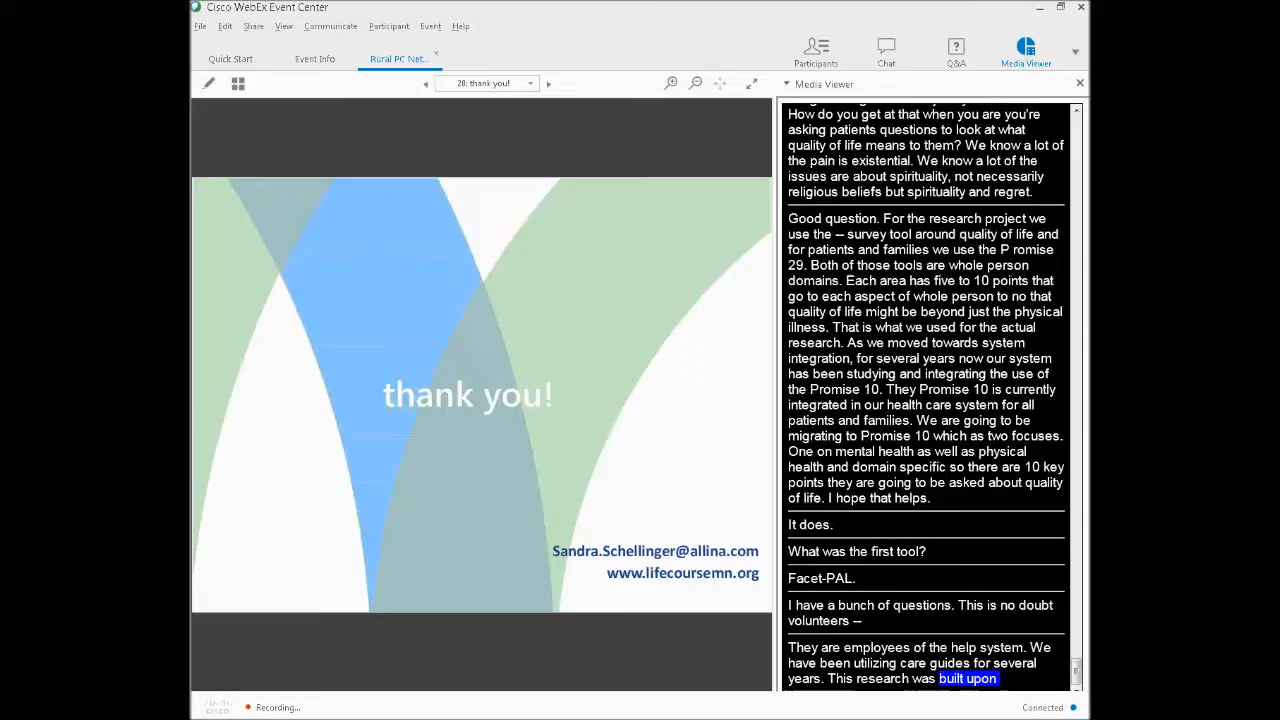 Cisco WebEx Event Center
File Edit Share View Communicate Participant Event Help
Quick Start Event Info Rural PC Net...
Participants Chat Q&A Media Viewer
28: thank you!
Media Viewer
thank you!
Sandra.Schellinger@allina.com
www.lifecoursemn.org
How do you get at that when you are you're
asking patients questions to look at what
quality of life means to them? We know a lot of
the pain is existential. We know a lot of the
issues are about spirituality, not necessarily
religious beliefs but spirituality and regret.
Good question. For the research project we
use the -- survey tool around quality of life and
for patients and families we use the P romise
29. Both of those tools are whole person
domains. Each area has five to 10 points that
go to each aspect of whole person to no that
quality of life might be beyond just the physical
illness. That is what we used for the actual
research. As we moved towards system
integration, for several years now our system
has been studying and integrating the use of
the Promise 10. They Promise 10 is currently
integrated in our health care system for all
patients and families. We are going to be
migrating to Promise 10 which as two focuses.
One on mental health as well as physical
health and domain specific so there are 10 key
points they are going to be asked about quality
of life. I hope that helps.
It does.
What was the first tool?
Facet-PAL.
I have a bunch of questions. This is no doubt
volunteers --
They are employees of the help system. We
have been utilizing care guides for several
years. This research was built upon
cisco
Recording...
Connected